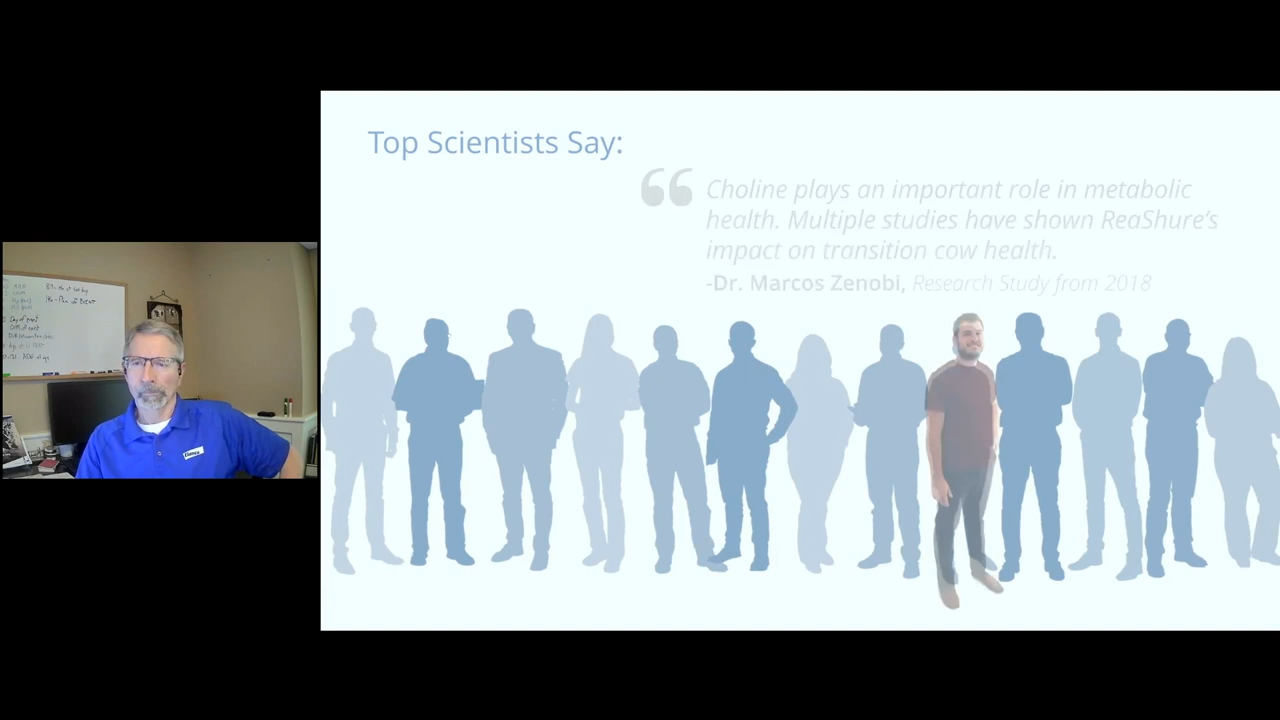 Top Scientists Say:
“ Choline plays an important role in metabolic
health. Multiple studies have shown ReaShure’s
impact on transition cow health.
-Dr. Marcos Zenobi, Research Study from 2018